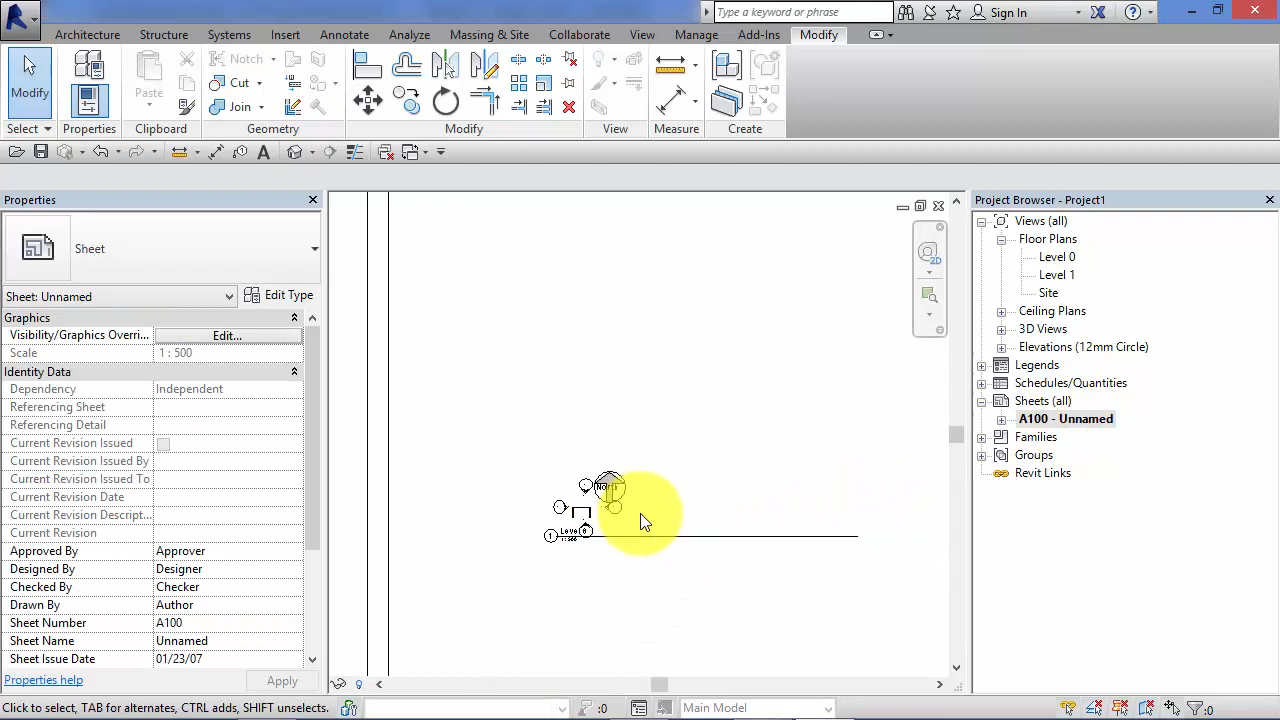 Type a keyword or phrase
Sign In
Architecture Structure Systems Insert Annotate Analyze Massing & Site Collaborate View Manage Add-Ins Modify
Modify
Paste
Notch
Cut
Join
Select Properties Clipboard Geometry Modify View Measure Create
Properties
Sheet
Sheet: Unnamed
Edit Type
Graphics
Visibility/Graphics Overri... Edit...
Scale 1 : 500
Identity Data
Dependency Independent
Referencing Sheet
Referencing Detail
Current Revision Issued
Current Revision Issued By
Current Revision Issued To
Current Revision Date
Current Revision Descript...
Current Revision
Approved By Approver
Designed By Designer
Checked By Checker
Drawn By Author
Sheet Number A100
Sheet Name Unnamed
Sheet Issue Date 01/23/07
Properties help
Apply
2D
1
Project Browser - Project1
Views (all)
Floor Plans
Level 0
Level 1
Site
Ceiling Plans
3D Views
Elevations (12mm Circle)
Legends
Schedules/Quantities
Sheets (all)
A100 - Unnamed
Families
Groups
Revit Links
Click to select, TAB for alternates, CTRL adds, SHIFT unselects.
:0
Main Model
:0